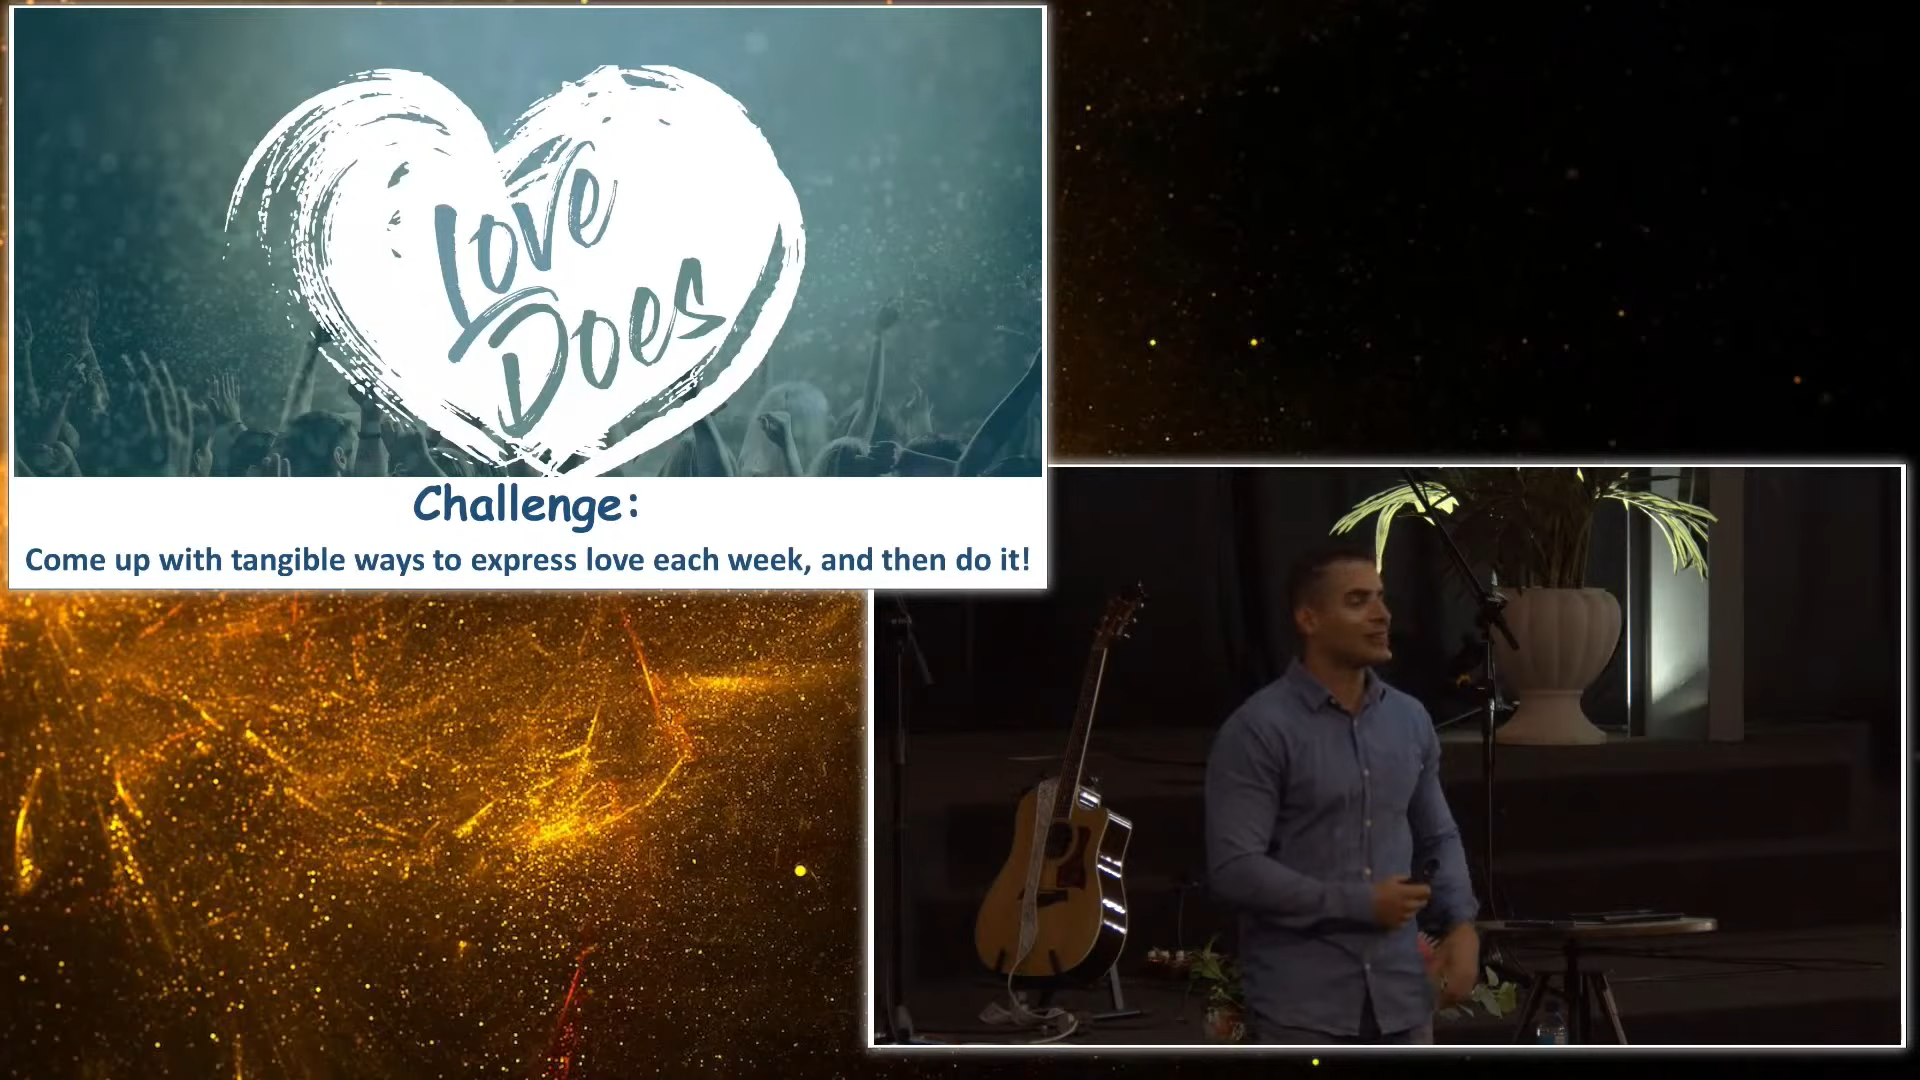 Love
Does
Challenge:
Come up with tangible ways to express love each week, and then do it!